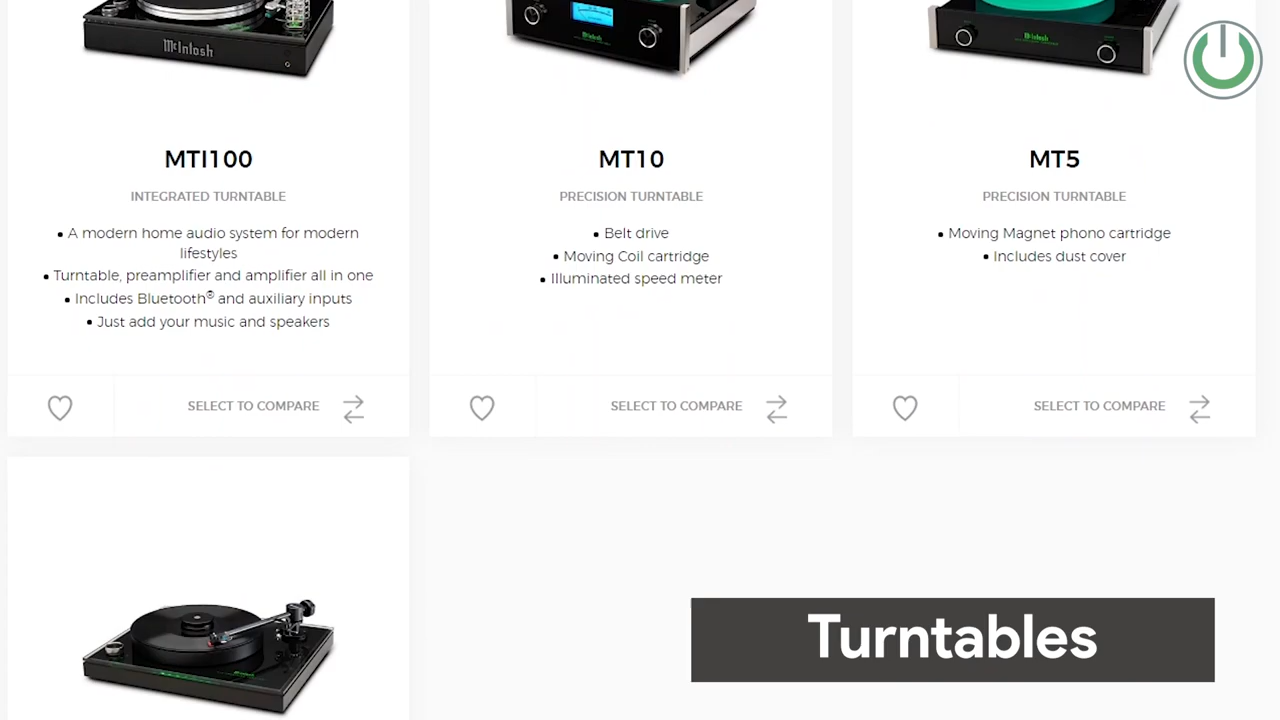 McIntosh
McIntosh
McIntosh
MTI100
INTEGRATED TURNTABLE
• A modern home audio system for modern
lifestyles
• Turntable, preamplifier and amplifier all in one
• Includes Bluetooth® and auxiliary inputs
• Just add your music and speakers
SELECT TO COMPARE
MT10
PRECISION TURNTABLE
• Belt drive
• Moving Coil cartridge
• Illuminated speed meter
SELECT TO COMPARE
MT5
PRECISION TURNTABLE
• Moving Magnet phono cartridge
• Includes dust cover
SELECT TO COMPARE
Turntables